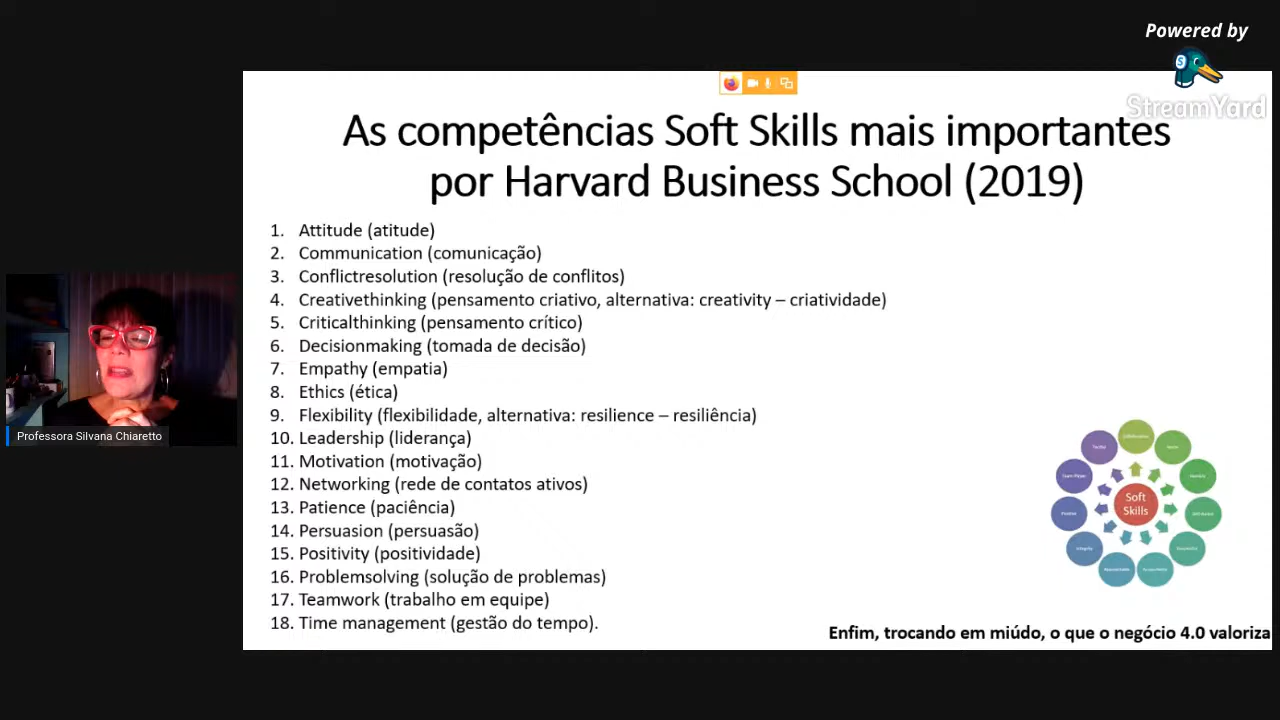 Powered by
StreamYard
As competências Soft Skills mais importantes
por Harvard Business School (2019)
1. Attitude (atitude)
2. Communication (comunicação)
3. Conflictresolution (resolução de conflitos)
4. Creativethinking (pensamento criativo, alternativa: creativity – criatividade)
5. Criticalthinking (pensamento crítico)
6. Decisionmaking (tomada de decisão)
7. Empathy (empatia)
8. Ethics (ética)
9. Flexibility (flexibilidade, alternativa: resilience – resiliência)
10. Leadership (liderança)
11. Motivation (motivação)
12. Networking (rede de contatos ativos)
13. Patience (paciência)
14. Persuasion (persuasão)
15. Positivity (positividade)
16. Problemsolving (solução de problemas)
17. Teamwork (trabalho em equipe)
18. Time management (gestão do tempo).
Professora Silvana Chiaretto
Soft
Skills
Enfim, trocando em miúdo, o que o negócio 4.0 valoriza